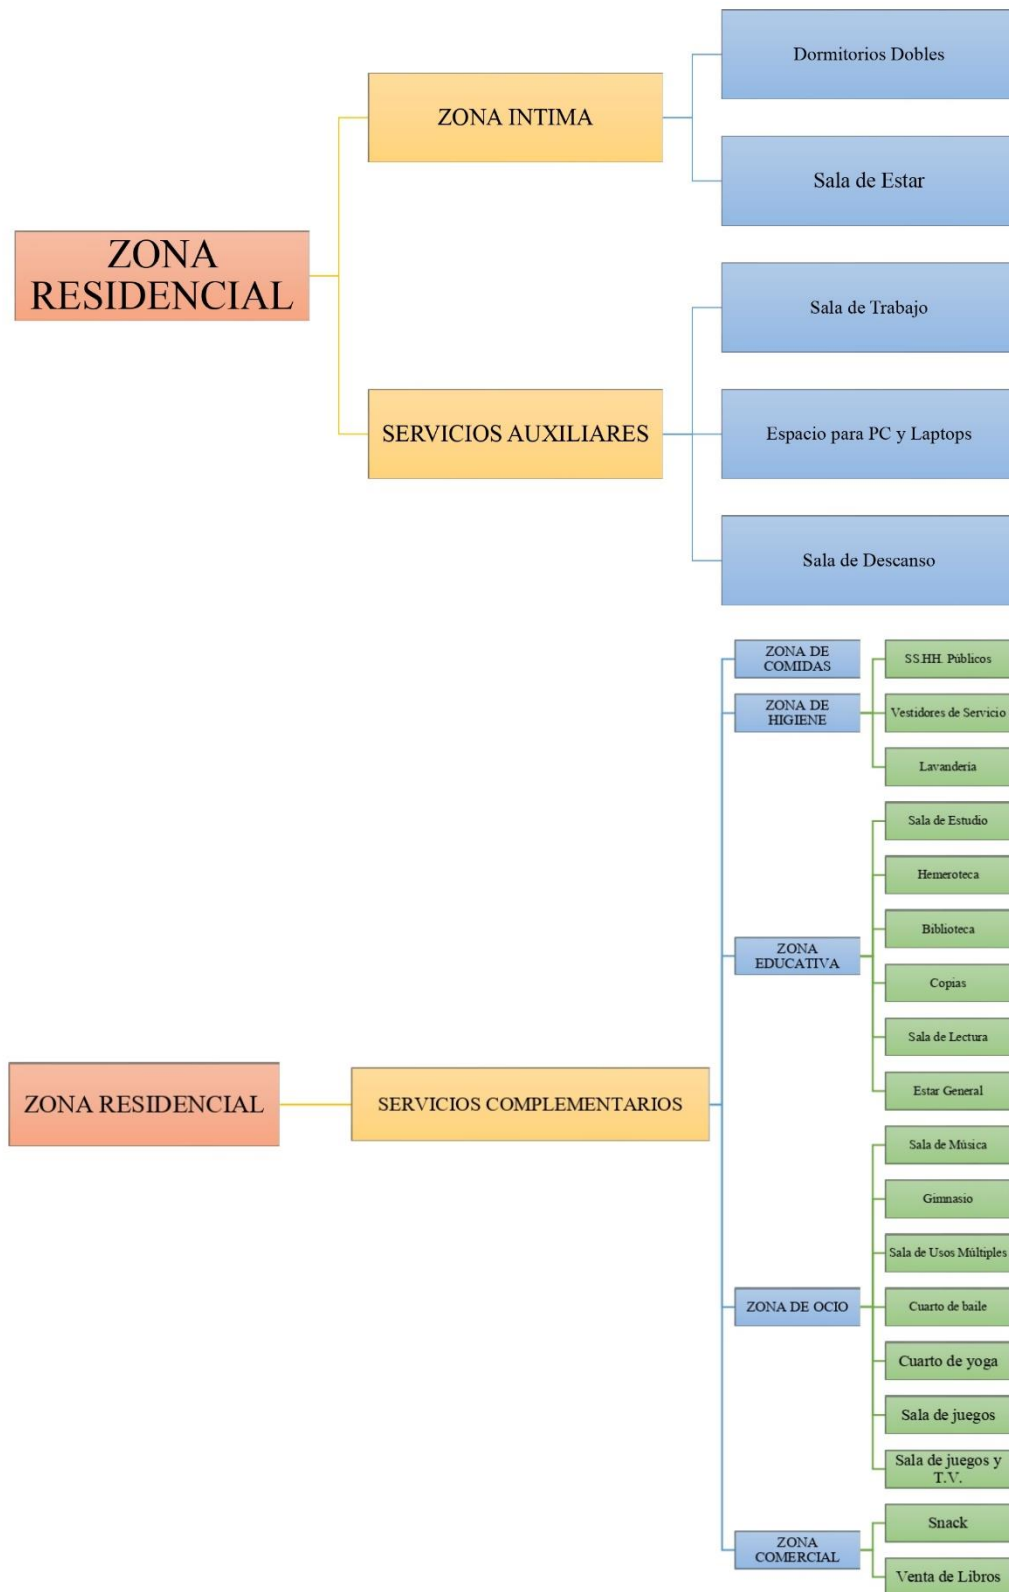 Dormitorios Dobles
ZONA INTIMA
Sala de Estar
ZONA
RESIDENCIAL
Sala de Trabajo
SERVICIOS AUXILIARES
Espacio para PC y Laptops
Sala de Descanso
ZONA DE
COMIDAS
SS.HH. Públicos
ZONA DE
HIGIENE
Vestidores de Servicio
Lavandería
Sala de Estudio
Hemeroteca
Biblioteca
ZONA
EDUCATIVA
Copias
Sala de Lectura
Estar General
ZONA RESIDENCIAL
SERVICIOS COMPLEMENTARIOS
Sala de Música
Gimnasio
Sala de Usos Múltiples
ZONA DE OCIO
Cuarto de baile
Cuarto de yoga
Sala de juegos
Sala de juegos y
T.V.
Snack
ZONA
COMERCIAL
Venta de Libros